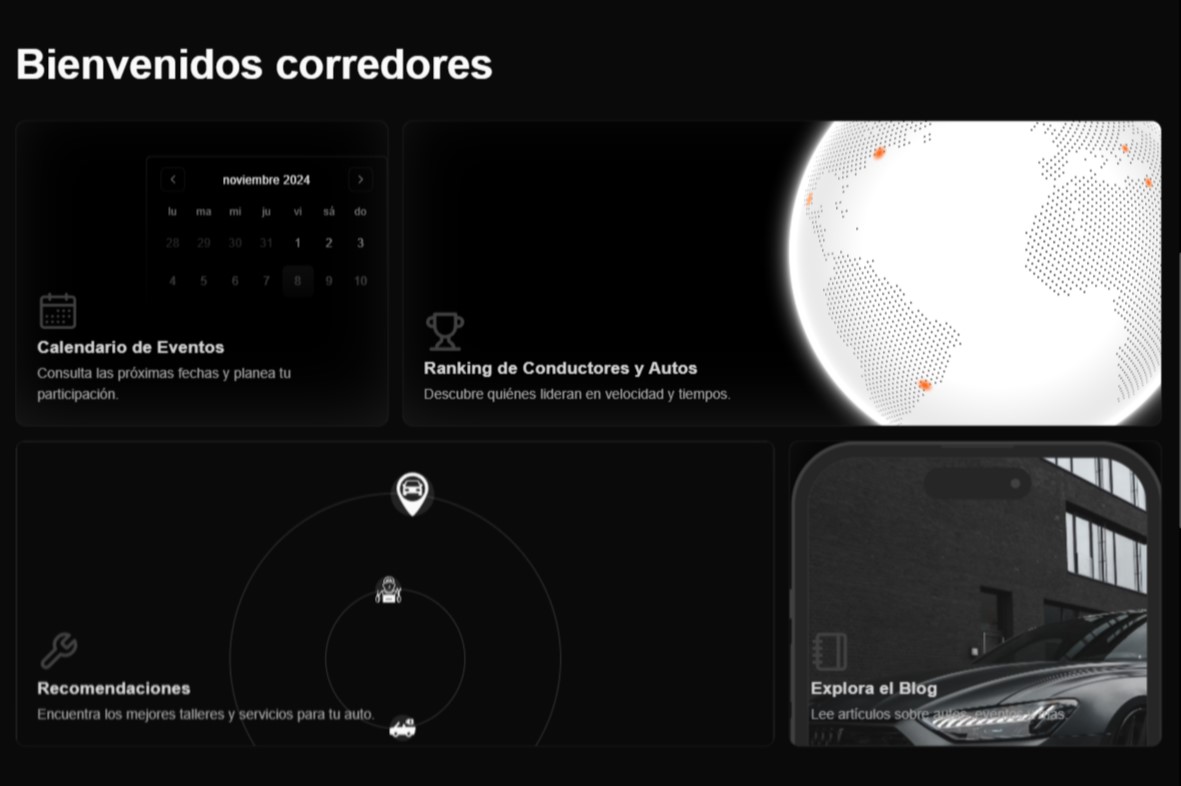 Bienvenidos corredores
noviembre 2024
lu ma mi ju vi sá do
28 29 30 31 1 2 3
4 5 6 7 8 9 10
Calendario de Eventos
Consulta las próximas fechas y planea tu
participación.
Ranking de Conductores y Autos
Descubre quiénes lideran en velocidad y tiempos.
Recomendaciones
Encuentra los mejores talleres y servicios para tu auto.
Explora el Blog
Lee artículos sobre autos, eventos y más.